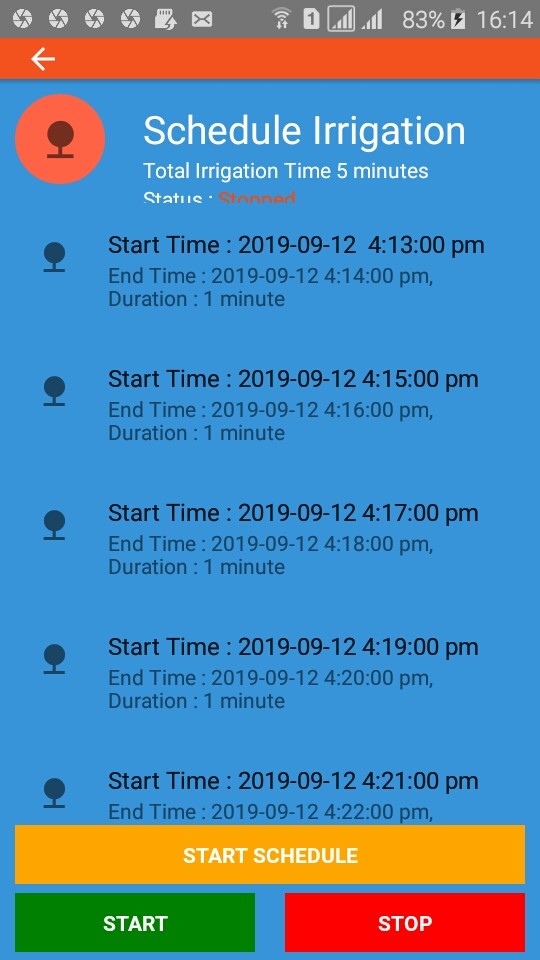 1 83% 16:14
Schedule Irrigation
Total Irrigation Time 5 minutes
Status : Stopped
Start Time : 2019-09-12  4:13:00 pm
End Time : 2019-09-12 4:14:00 pm,
Duration : 1 minute
Start Time : 2019-09-12 4:15:00 pm
End Time : 2019-09-12 4:16:00 pm,
Duration : 1 minute
Start Time : 2019-09-12 4:17:00 pm
End Time : 2019-09-12 4:18:00 pm,
Duration : 1 minute
Start Time : 2019-09-12 4:19:00 pm
End Time : 2019-09-12 4:20:00 pm,
Duration : 1 minute
Start Time : 2019-09-12 4:21:00 pm
End Time : 2019-09-12 4:22:00 pm,
START SCHEDULE
START STOP